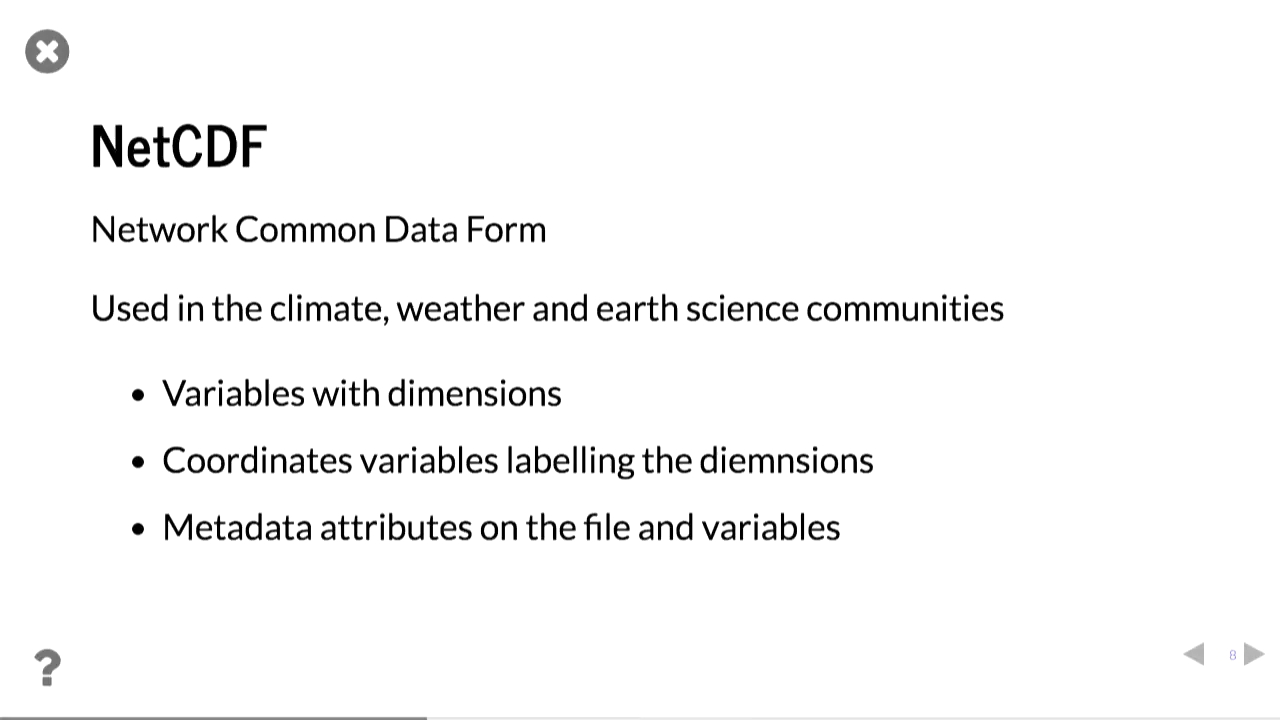 NetCDF
Network Common Data Form
Used in the climate, weather and earth science communities
• Variables with dimensions
• Coordinates variables labelling the diemnsions
• Metadata attributes on the file and variables
?
8